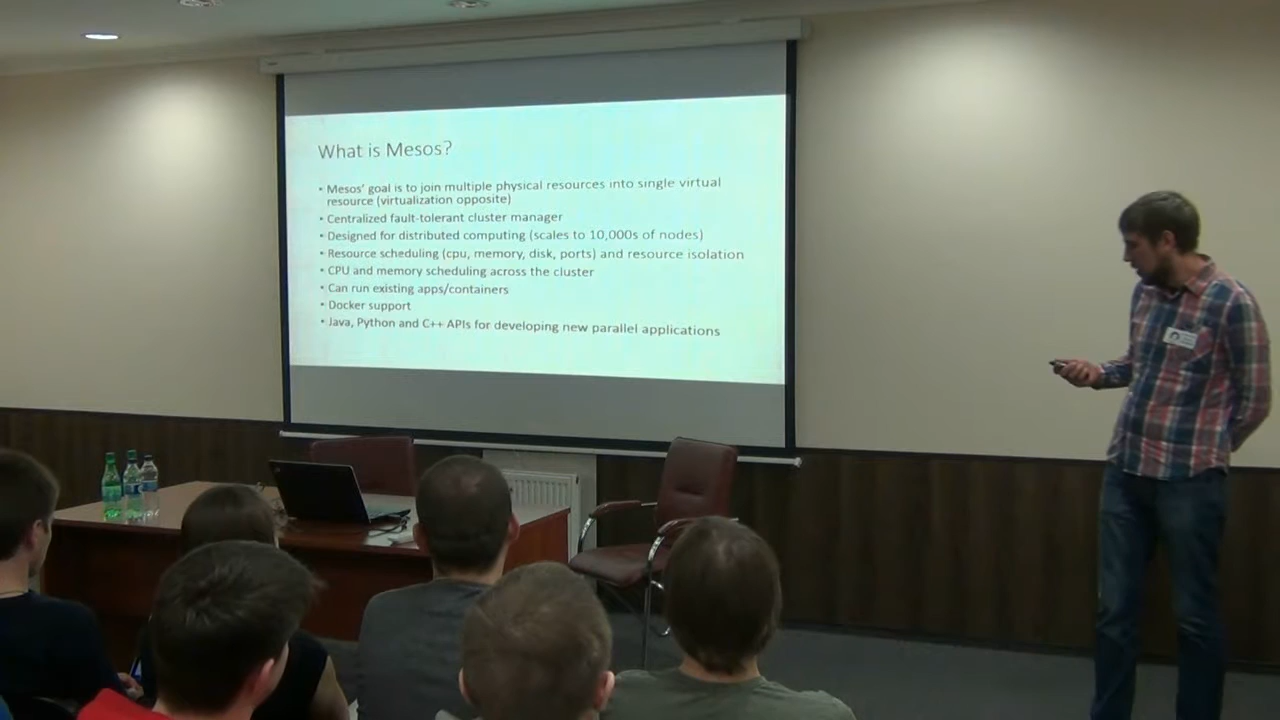 What is Mesos?
• Mesos' goal is to join multiple physical resources into single virtual
resource (virtualization opposite)
• Centralized fault-tolerant cluster manager
• Designed for distributed computing (scales to 10,000s of nodes)
• Resource scheduling (cpu, memory, disk, ports) and resource isolation
• CPU and memory scheduling across the cluster
• Can run existing apps/containers
• Docker support
• Java, Python and C++ APIs for developing new parallel applications